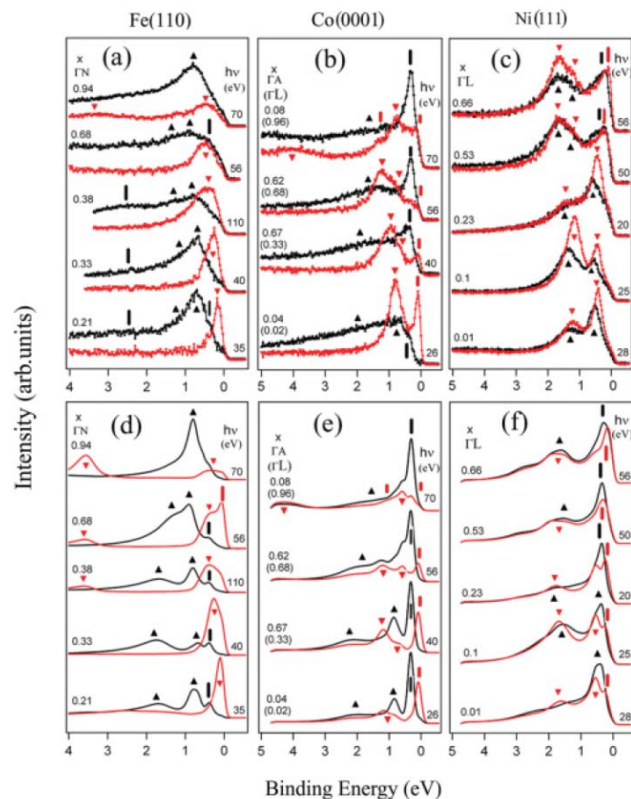 Fe(110) Co(0001) Ni(111)
(a)
x
ΓN
hν
(eV)
0.94
70
0.68
56
0.38
110
0.33
40
0.21
35
4 3 2 1 0
(b)
x
ΓA
(ΓL)
hν
(eV)
0.08
(0.96)
70
0.62
(0.68)
56
0.67
(0.33)
40
0.04
(0.02)
26
5 4 3 2 1 0
(c)
x
ΓL
hν
(eV)
0.66
56
0.53
50
0.23
20
0.1
25
0.01
28
5 4 3 2 1 0
Intensity (arb.units)
(d)
x
ΓN
hν
(eV)
0.94
70
0.68
56
0.38
110
0.33
40
0.21
35
4 3 2 1 0
(e)
x
ΓA
(ΓL)
hν
(eV)
0.08
(0.96)
70
0.62
(0.68)
56
0.67
(0.33)
40
0.04
(0.02)
26
5 4 3 2 1 0
(f)
x
ΓL
hν
(eV)
0.66
56
0.53
50
0.23
20
0.1
25
0.01
28
5 4 3 2 1 0
Binding Energy (eV)